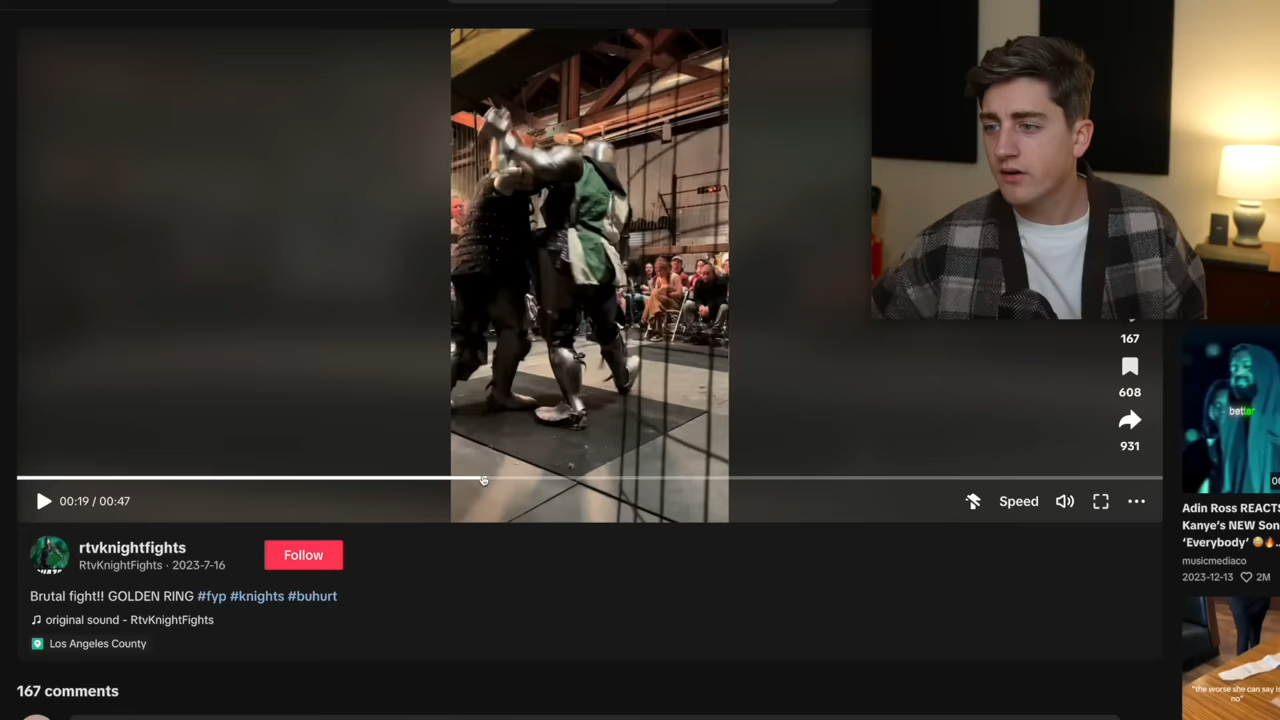 167
608
931
00:19 / 00:47
Speed
rtvknightfights
RtvKnightFights · 2023-7-16
Follow
Brutal fight!! GOLDEN RING #fyp #knights #buhurt
original sound - RtvKnightFights
Los Angeles County
167 comments
better
Adin Ross REACTS
Kanye's NEW Son
'Everybody' 😳🔥...
musicmediaco
2023-12-13 2M
"the worse she can say is
no"